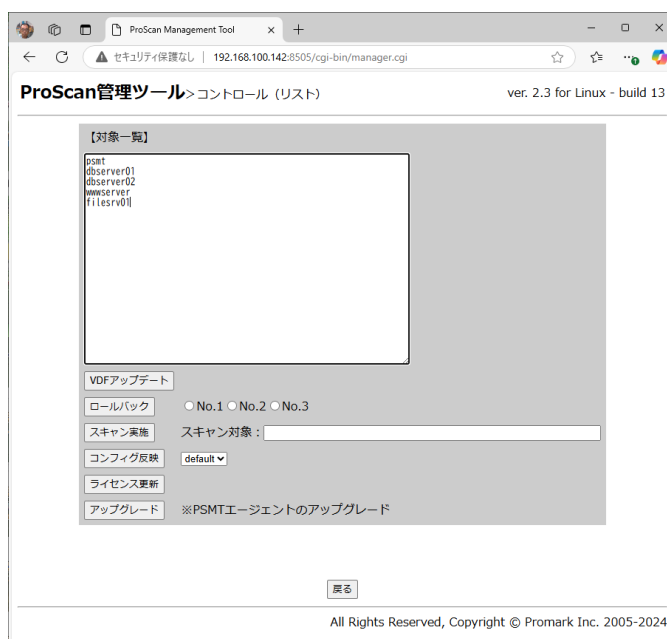 ProScan Management Tool
セキュリティ保護なし | 192.168.100.142:8505/cgi-bin/manager.cgi
ProScan管理ツール>コントロール（リスト） ver. 2.3 for Linux - build 13
【対象一覧】
psmt
dbserver01
dbserver02
wwwserver
filesrv01
VDFアップデート
ロールバック No.1 No.2 No.3
スキャン実施 スキャン対象：
コンフィグ反映 default
ライセンス更新
アップグレード ※PSMTエージェントのアップグレード
戻る
All Rights Reserved, Copyright © Promark Inc. 2005-2024